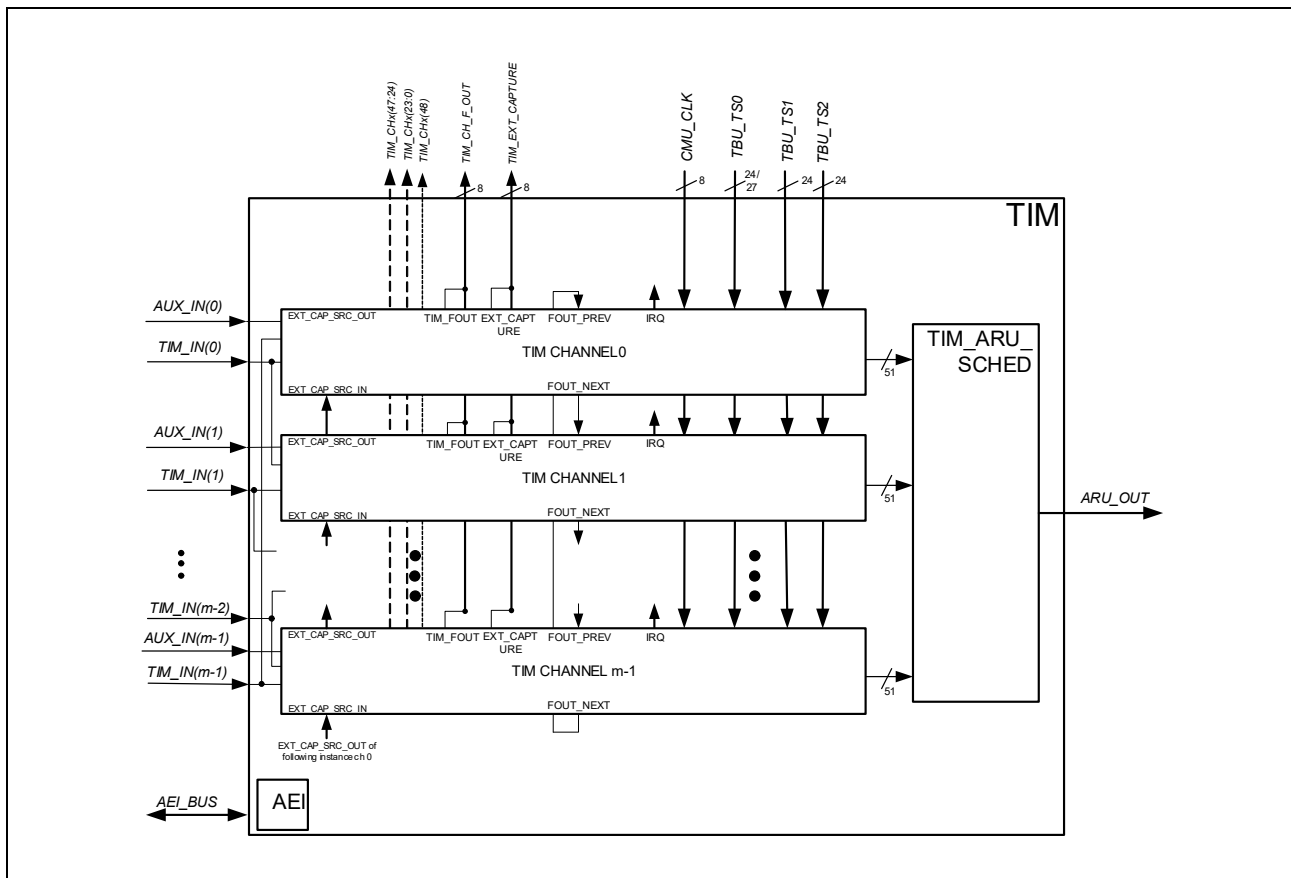 TIM_CHx(47:24)
TIM_CHx(23:0)
TIM_CHx(48)
TIM_CH_F_OUT
TIM_EXT_CAPTURE
CMU_CLK
TBU_TS0
TBU_TS1
TBU_TS2
8
8
8
24/
27
24
24
TIM
AUX_IN(0)
TIM_IN(0)
EXT_CAP_SRC_OUT
TIM_FOUT
EXT_CAPT
URE
FOUT_PREV
IRQ
TIM CHANNEL0
EXT_CAP_SRC_IN
FOUT_NEXT
51
TIM_ARU_
SCHED
AUX_IN(1)
TIM_IN(1)
EXT_CAP_SRC_OUT
TIM_FOUT
EXT_CAPT
URE
FOUT_PREV
IRQ
TIM CHANNEL1
EXT_CAP_SRC_IN
FOUT_NEXT
51
ARU_OUT
TIM_IN(m-2)
AUX_IN(m-1)
TIM_IN(m-1)
EXT_CAP_SRC_OUT
TIM_FOUT
EXT_CAPT
URE
FOUT_PREV
IRQ
TIM CHANNEL m-1
EXT_CAP_SRC_IN
FOUT_NEXT
51
EXT_CAP_SRC_OUT of
following instance ch 0
AEI_BUS
AEI